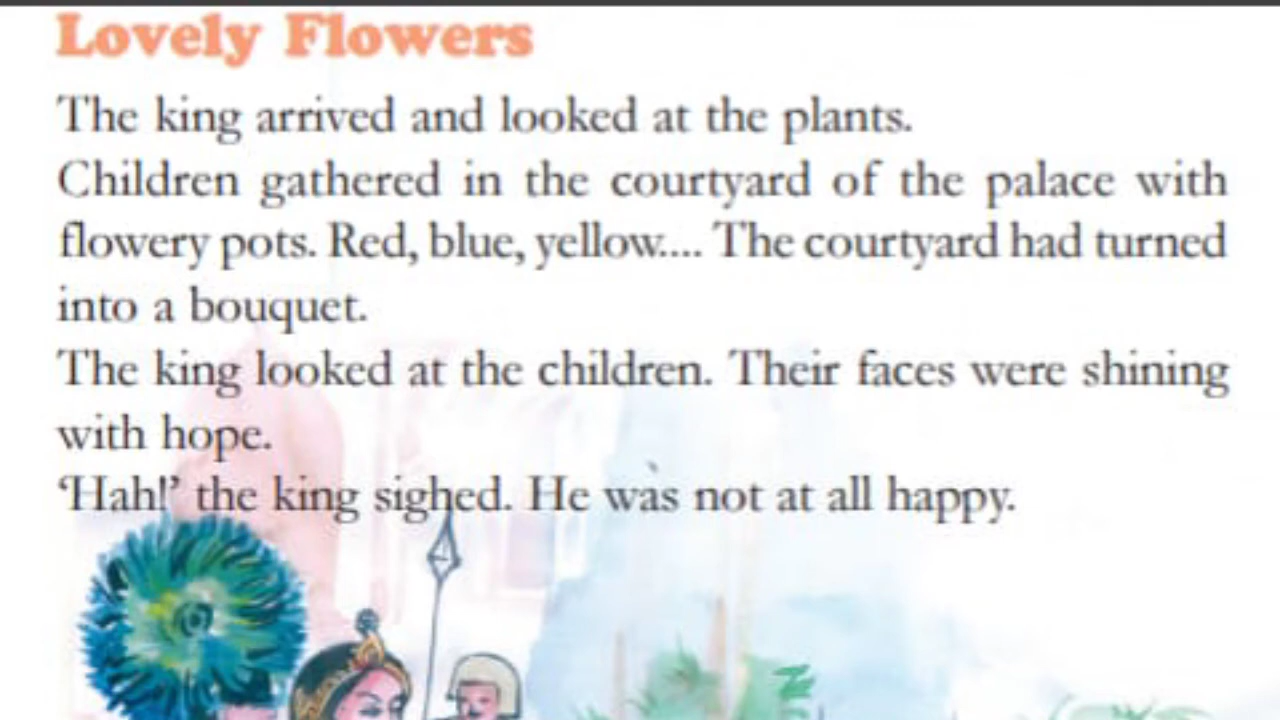 Lovely Flowers
The king arrived and looked at the plants.
Children gathered in the courtyard of the palace with
flowery pots. Red, blue, yellow.... The courtyard had turned
into a bouquet.
The king looked at the children. Their faces were shining
with hope.
‘Hah!’ the king sighed. He was not at all happy.